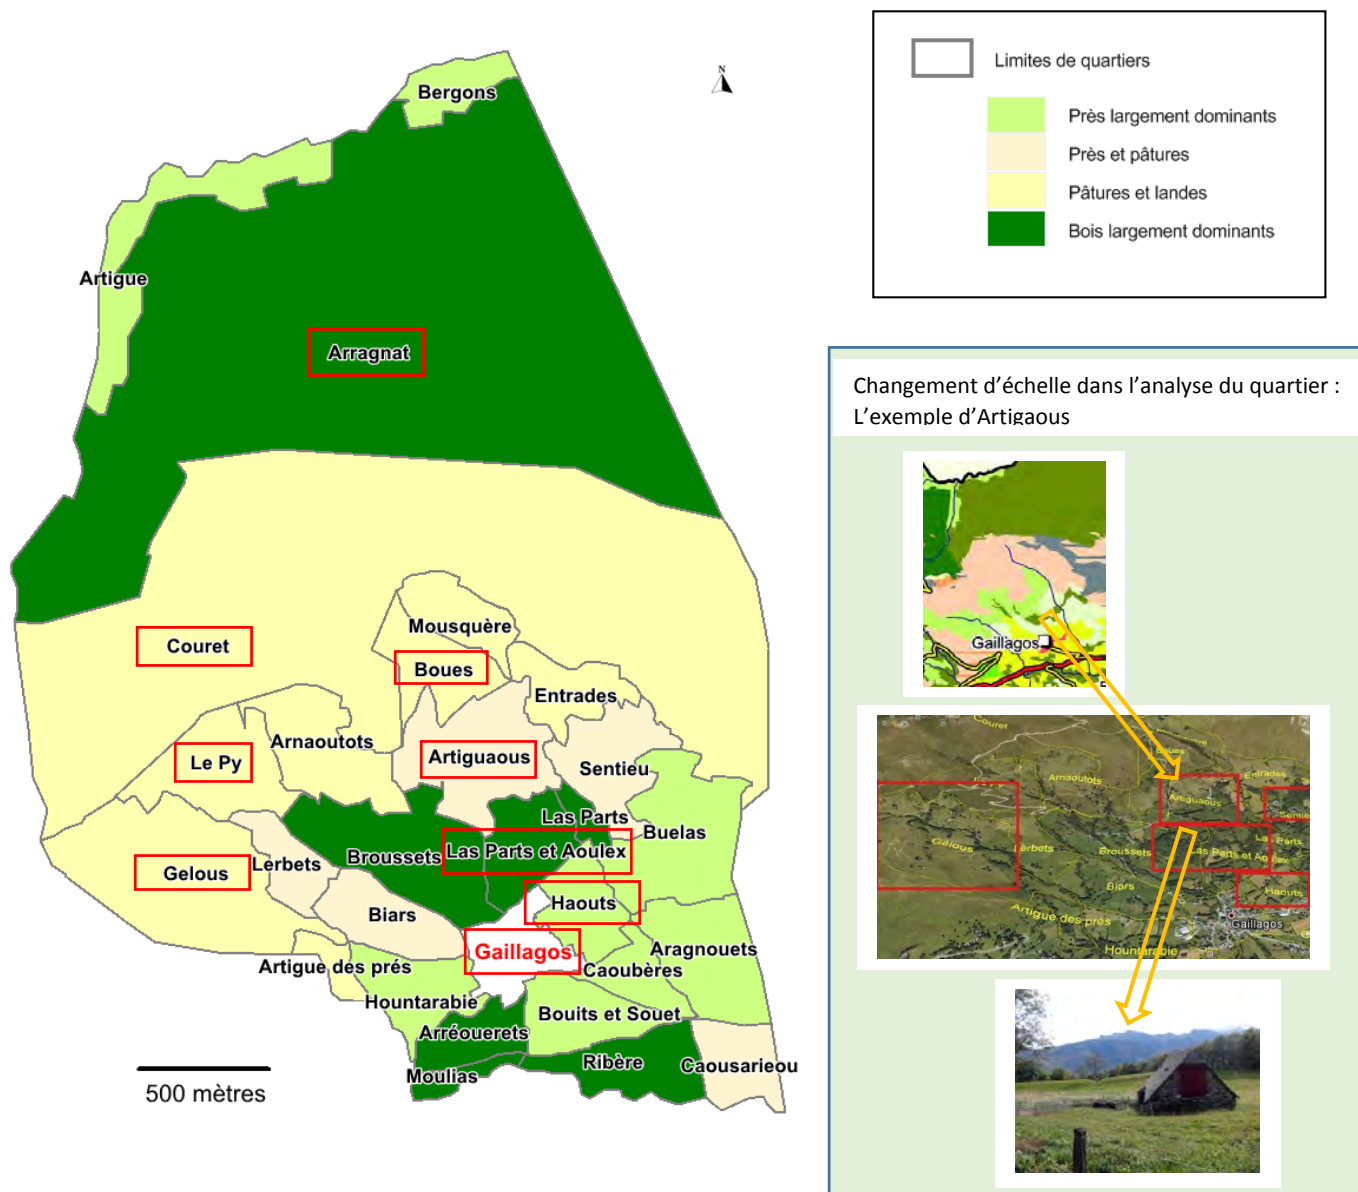 N
Bergons
Artigue
Arragnat
Couret
Mousquère
Boues
Entrades
Arnaoutots
Le Py
Artiguaous
Sentieu
Las Parts
Buelas
Broussets
Las Parts et Aoulex
Lerbets
Gelous
Haouts
Biars
Gaillagos
Aragnouets
Artigue des prés
Caoubères
Hountarabie
Bouits et Souet
Arréouerets
Ribère
Caousarieou
Moulias
500 mètres
Limites de quartiers
Près largement dominants
Près et pâtures
Pâtures et landes
Bois largement dominants
Changement d'échelle dans l'analyse du quartier :
L'exemple d'Artigaous
Gaillagos
Couret
Boues
Arnaoutots
Entrades
Artiguaous
Las Parts
Gelous
Lerbets
Broussets
Las Parts et Aoulex
Biars
Haouts
Artigue des prés
Gaillagos
Hountarabie